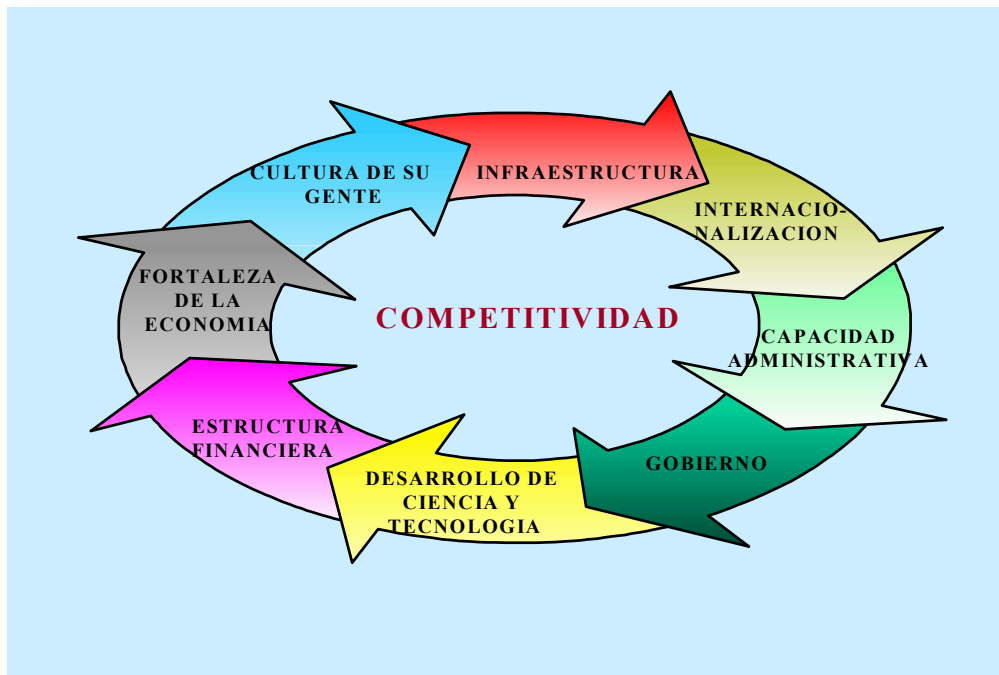 CULTURA DE SU
GENTE
INFRAESTRUCTURA
INTERNACIO-
NALIZACION
FORTALEZA
DE LA
ECONOMIA
COMPETITIVIDAD
CAPACIDAD
ADMINISTRATIVA
ESTRUCTURA
FINANCIERA
GOBIERNO
DESARROLLO DE
CIENCIA Y
TECNOLOGIA